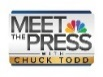 MEET
THE PRESS
WITH
CHUCK TODD